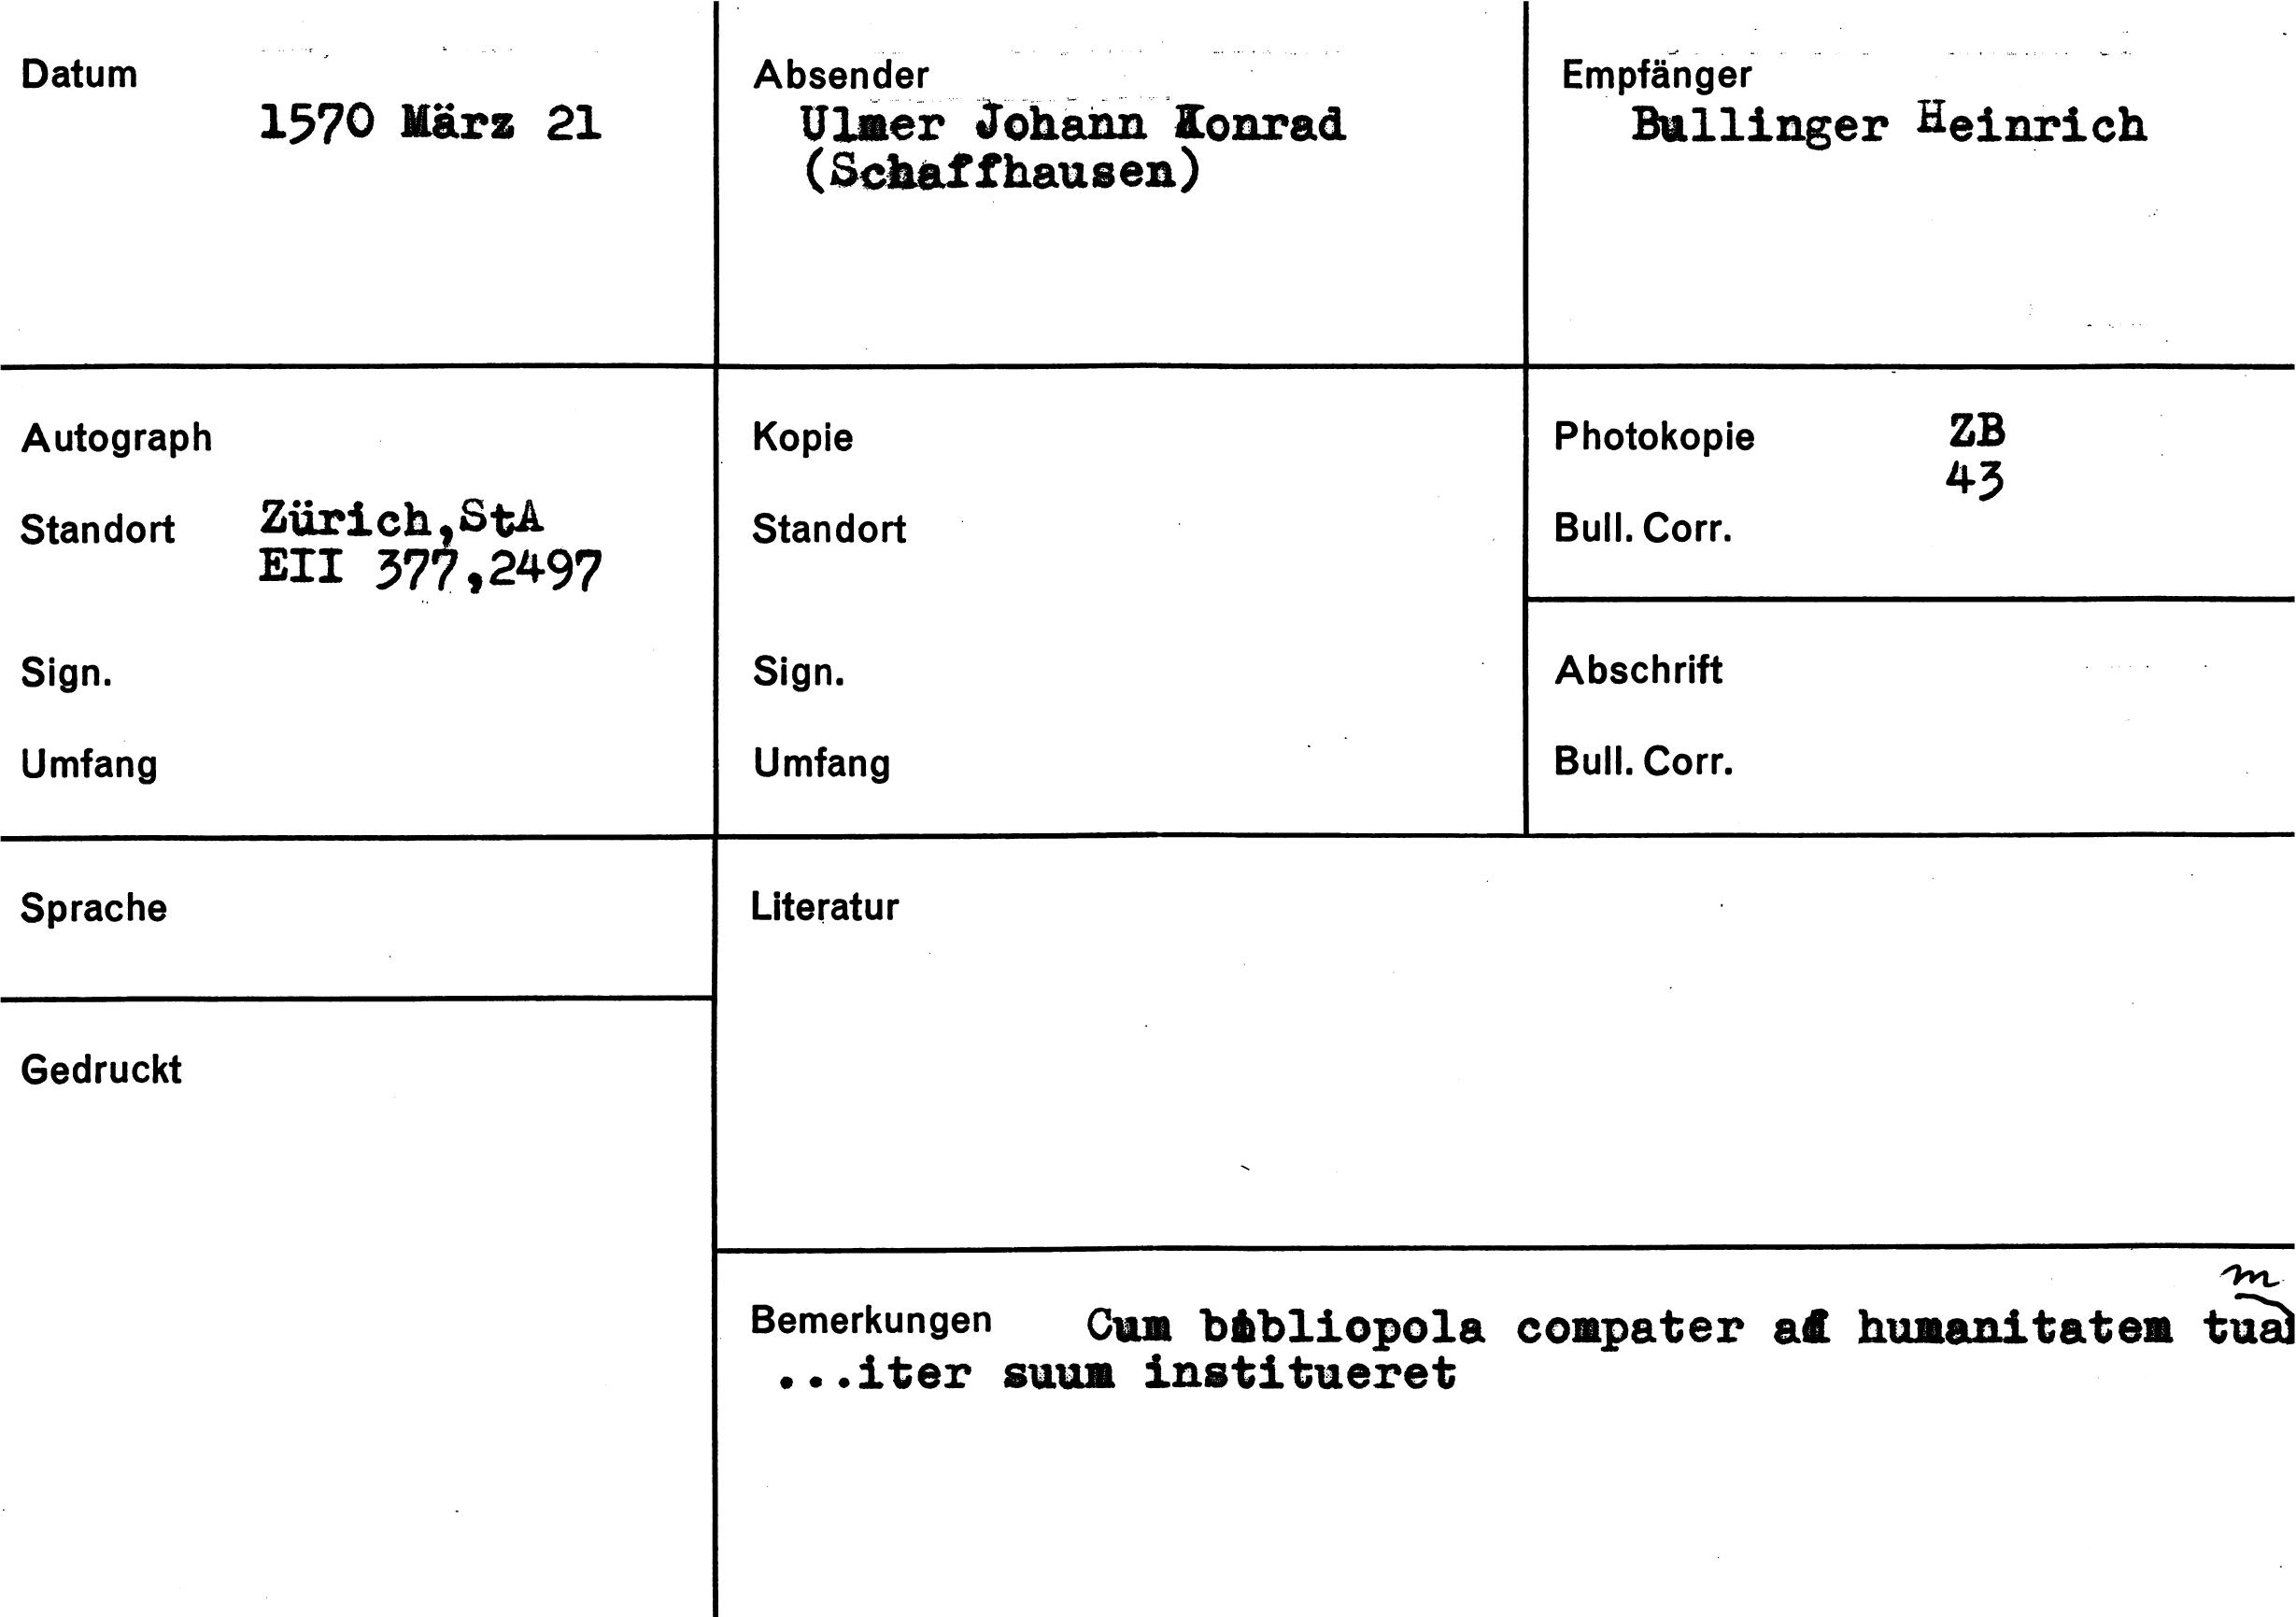 Datum
1570 März 21
Absender
Ulmer Johann Konrad
(Schaffhausen)
Empfänger
Bullinger Heinrich
Autograph
Standort Zürich,StA
EII 377,2497
Sign.
Umfang
Kopie
Standort
Sign.
Umfang
Photokopie ZB
43
Bull. Corr.
Abschrift
Bull. Corr.
Sprache
Gedruckt
Literatur
m
Bemerkungen Cum bibliopola compater ad humanitatem tua
...iter suum institueret